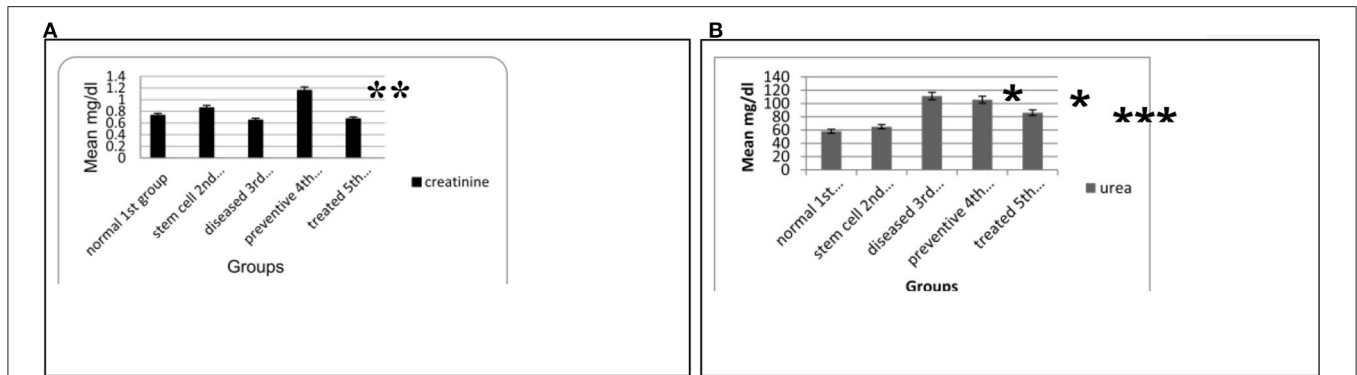 A
Mean mg/dl
1.4
1.2
1
0.8
0.6
0.4
0.2
0
**
normal 1st group
stem cell 2nd...
diseased 3rd...
preventive 4th...
treated 5th...
creatinine
Groups
B
Mean mg/dl
140
120
100
80
60
40
20
0
*
*
***
normal 1st...
stem cell 2nd...
diseased 3rd...
preventive 4th...
treated 5th...
urea
Groups